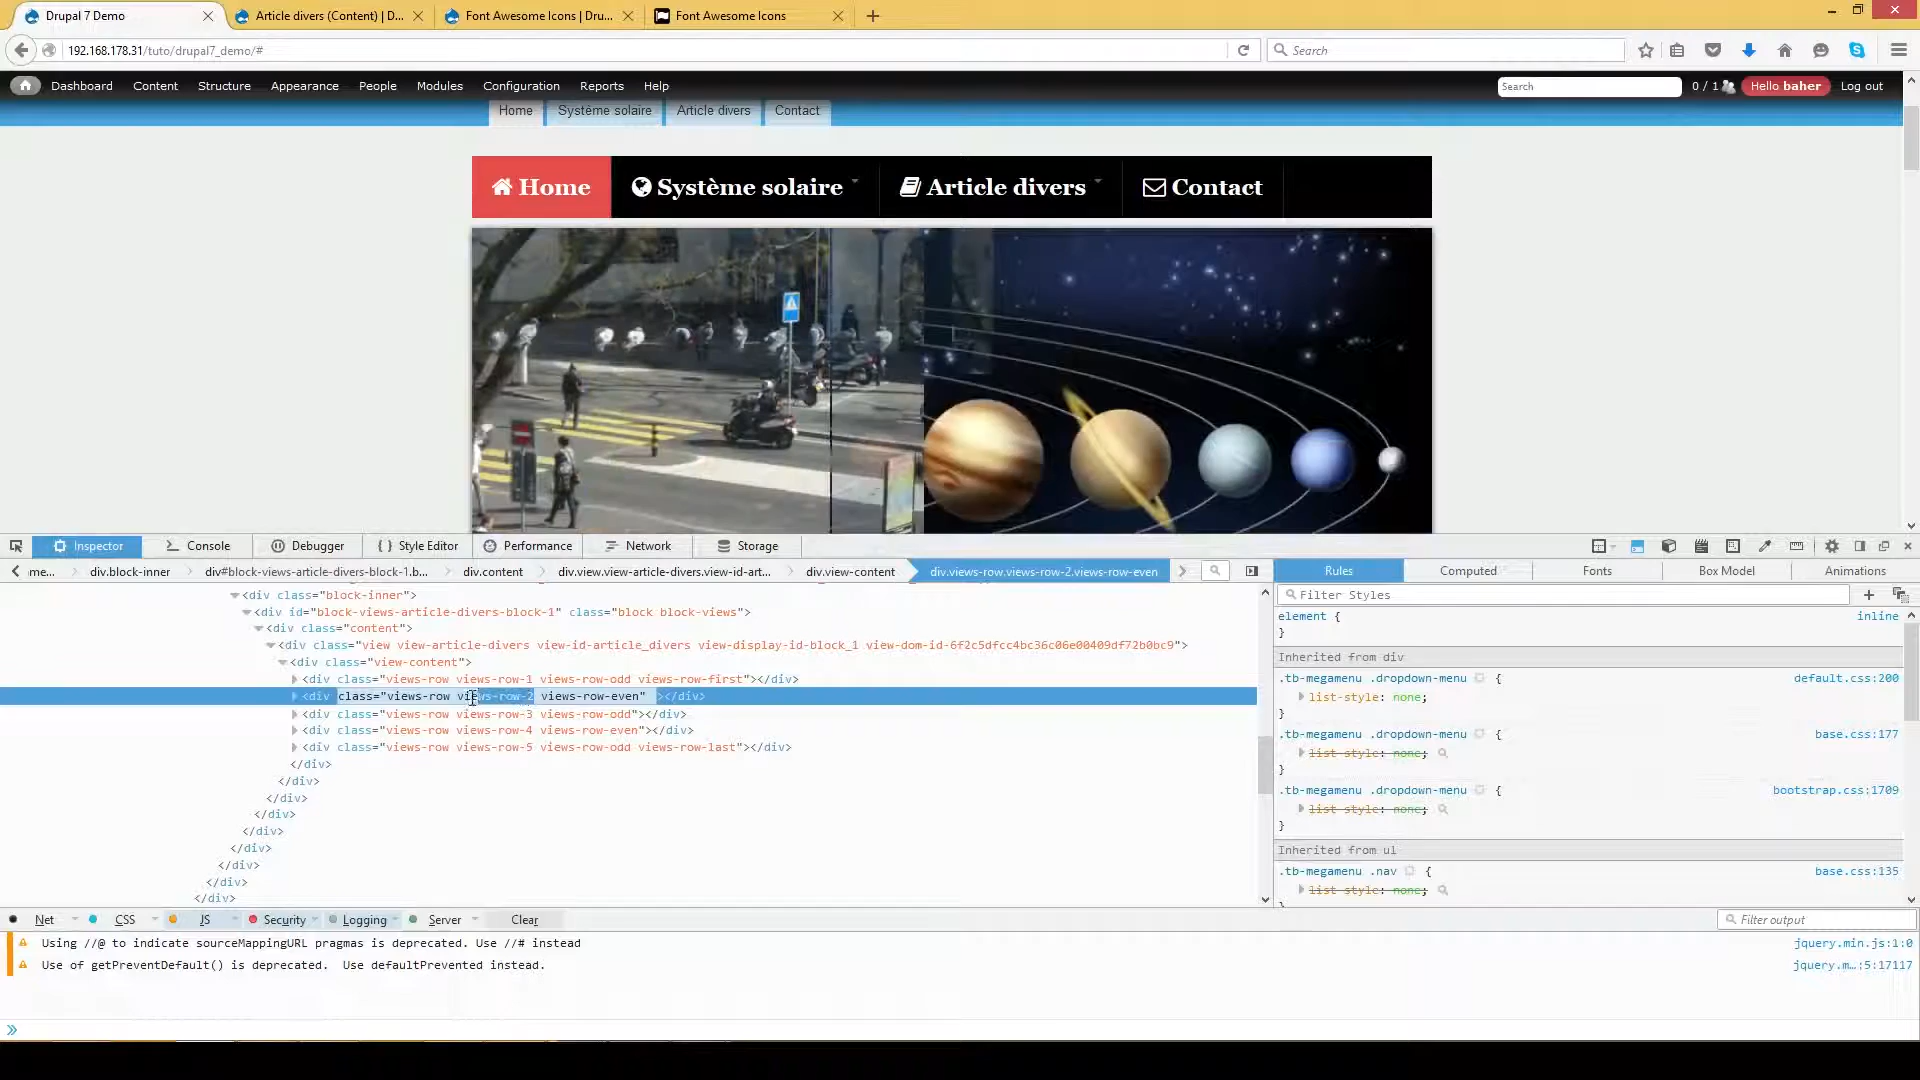 Drupal 7 Demo
Article divers (Content) | D...
Font Awesome Icons | Dru...
Font Awesome Icons
192.168.178.31/tuto/drupal7_demo/#
Search
Dashboard Content Structure Appearance People Modules Configuration Reports Help
Search
0 / 1
Hello baher
Log out
Home Système solaire Article divers Contact
Home Système solaire Article divers Contact
Inspector Console Debugger Style Editor Performance Network Storage
me... div.block-inner div#block-views-article-divers-block-1.b... div.content div.view.view-article-divers.view-id-art... div.view-content div.views-row.views-row-2.views-row-even
Rules Computed Fonts Box Model Animations
<div class="block-inner">
<div id="block-views-article-divers-block-1" class="block block-views">
<div class="content">
<div class="view view-article-divers view-id-article_divers view-display-id-block_1 view-dom-id-6f2c5dfcc4bc36c06e00409df72b0bc9">
<div class="view-content">
<div class="views-row views-row-1 views-row-odd views-row-first"></div>
<div class="views-row views-row-2 views-row-even" ></div>
<div class="views-row views-row-3 views-row-odd"></div>
<div class="views-row views-row-4 views-row-even"></div>
<div class="views-row views-row-5 views-row-odd views-row-last"></div>
</div>
</div>
</div>
</div>
</div>
</div>
</div>
</div>
</div>
Filter Styles
element { inline
}
Inherited from div
.tb-megamenu .dropdown-menu { default.css:200
list-style: none;
}
.tb-megamenu .dropdown-menu { base.css:177
list-style: none;
}
.tb-megamenu .dropdown-menu { bootstrap.css:1709
list-style: none;
}
Inherited from ul
.tb-megamenu .nav { base.css:135
list-style: none;
Net CSS JS Security Logging Server Clear
Filter output
Using //@ to indicate sourceMappingURL pragmas is deprecated. Use //# instead jquery.min.js:1:0
Use of getPreventDefault() is deprecated.  Use defaultPrevented instead. jquery.m…:5:17117